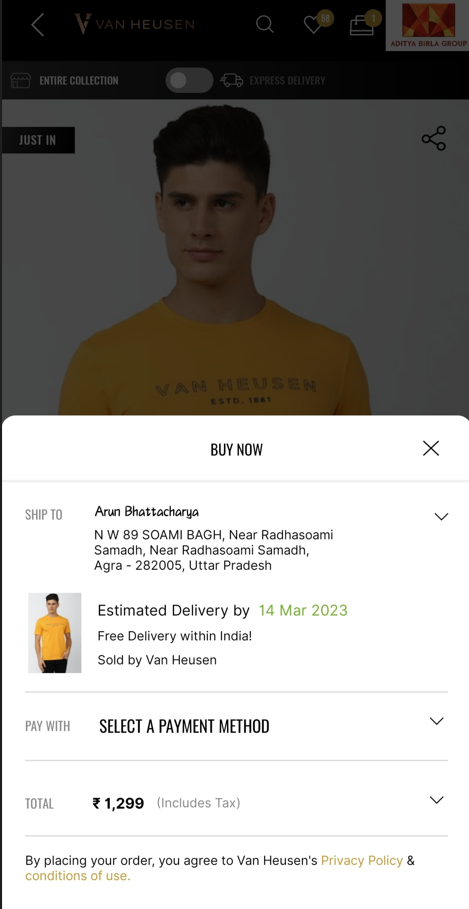 VAN HEUSEN
58
1
ADITYA BIRLA GROUP
ENTIRE COLLECTION
EXPRESS DELIVERY
JUST IN
VAN HEUSEN
ESTD. 1881
BUY NOW
SHIP TO
Arun Bhattacharya
N W 89 SOAMI BAGH, Near Radhasoami
Samadh, Near Radhasoami Samadh,
Agra - 282005, Uttar Pradesh
Estimated Delivery by 14 Mar 2023
Free Delivery within India!
Sold by Van Heusen
PAY WITH SELECT A PAYMENT METHOD
TOTAL ₹ 1,299 (Includes Tax)
By placing your order, you agree to Van Heusen's Privacy Policy &
conditions of use.